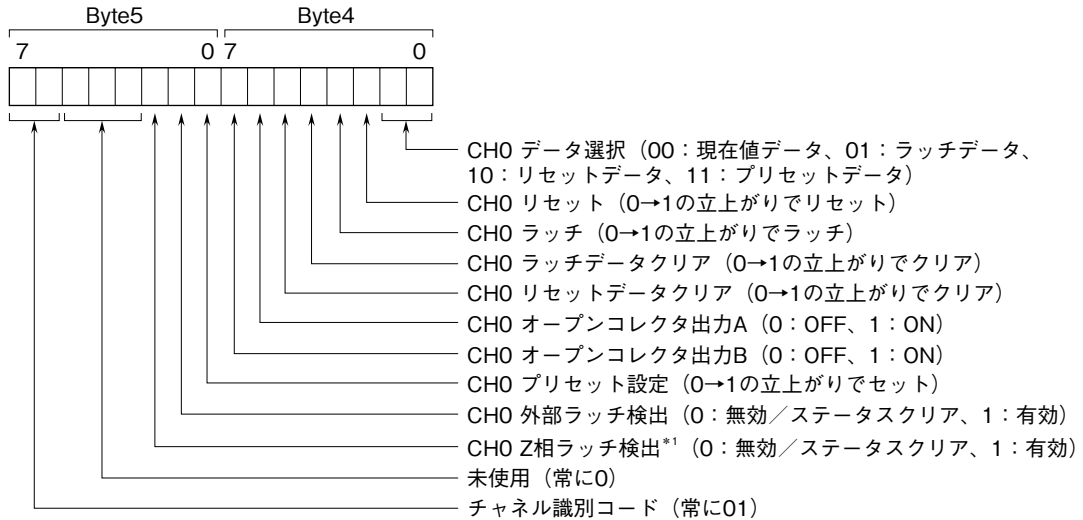 Byte5 Byte4
7 0 7 0
CH0 データ選択（00：現在値データ、01：ラッチデータ、
10：リセットデータ、11：プリセットデータ）
CH0 リセット（0→1の立上がりでリセット）
CH0 ラッチ（0→1の立上がりでラッチ）
CH0 ラッチデータクリア（0→1の立上がりでクリア）
CH0 リセットデータクリア（0→1の立上がりでクリア）
CH0 オープンコレクタ出力A（0：OFF、1：ON）
CH0 オープンコレクタ出力B（0：OFF、1：ON）
CH0 プリセット設定（0→1の立上がりでセット）
CH0 外部ラッチ検出（0：無効／ステータスクリア、1：有効）
CH0 Z相ラッチ検出*1（0：無効／ステータスクリア、1：有効）
未使用（常に0）
チャネル識別コード（常に01）